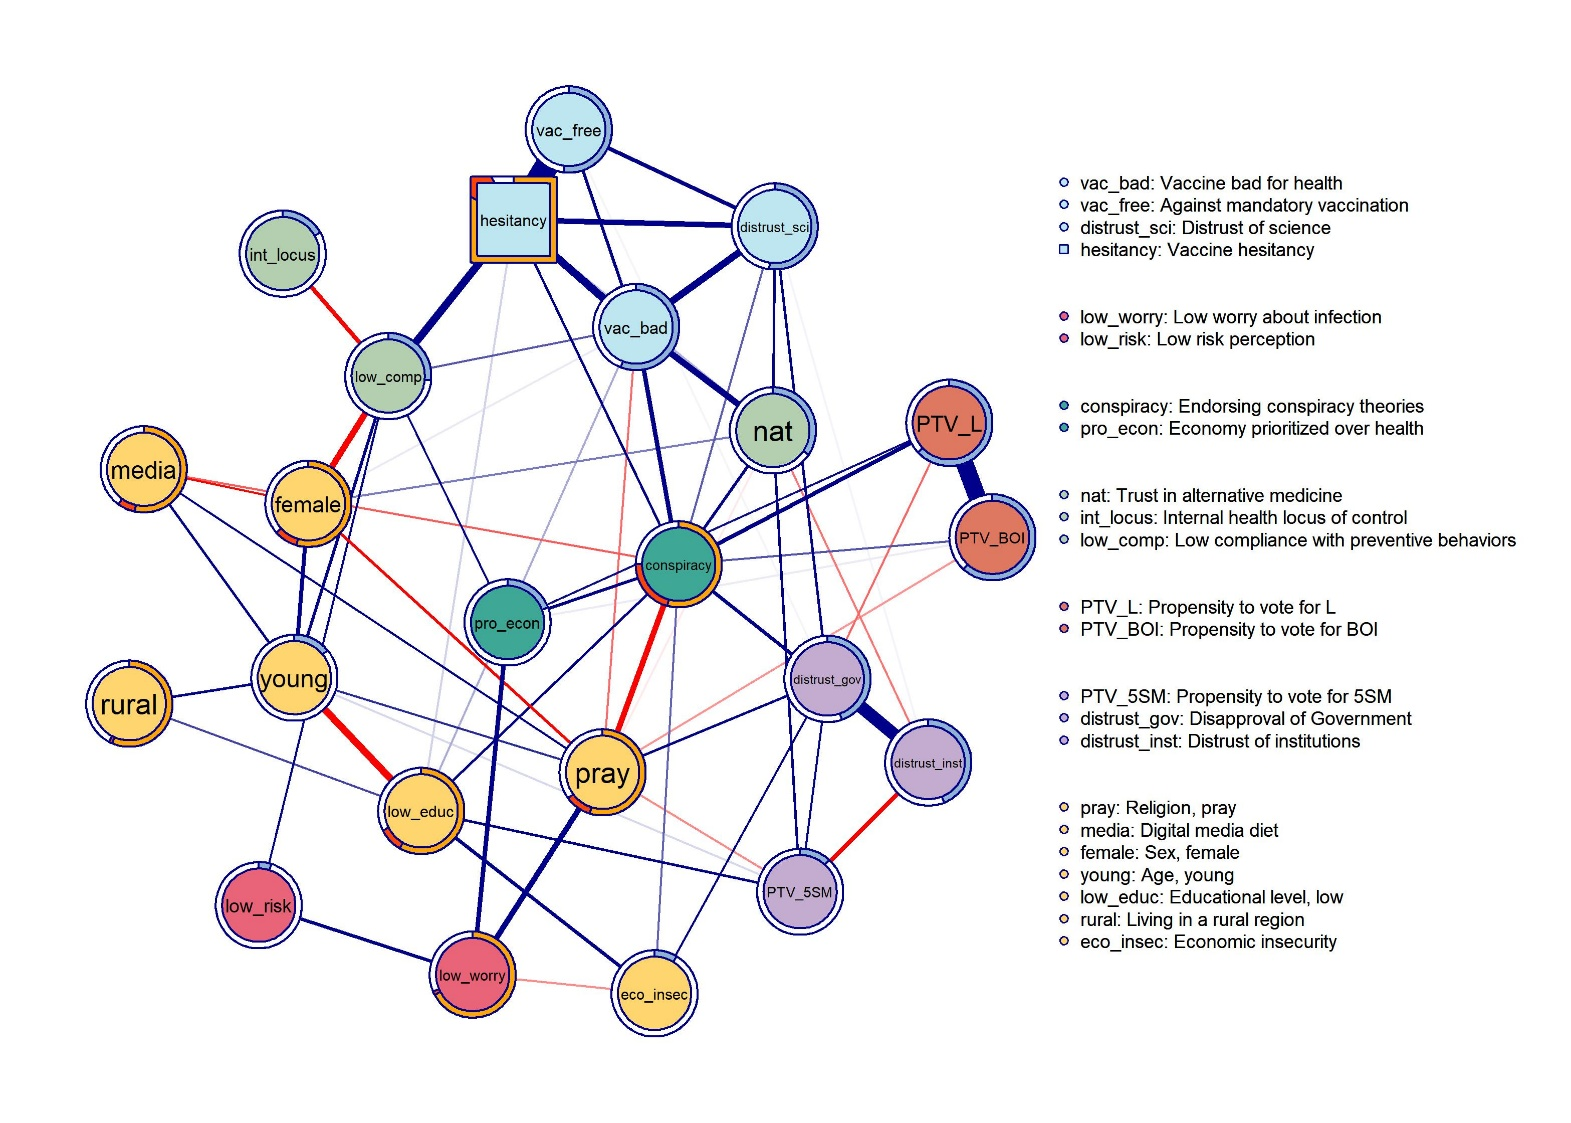 vac_free
hesitancy
distrust_sci
int_locus
vac_bad
low_comp
nat
PTV_L
media
female
PTV_BOI
conspiracy
pro_econ
young
distrust_gov
rural
pray
distrust_inst
low_educ
PTV_5SM
low_risk
low_worry
eco_insec
vac_bad: Vaccine bad for health
vac_free: Against mandatory vaccination
distrust_sci: Distrust of science
hesitancy: Vaccine hesitancy
low_worry: Low worry about infection
low_risk: Low risk perception
conspiracy: Endorsing conspiracy theories
pro_econ: Economy prioritized over health
nat: Trust in alternative medicine
int_locus: Internal health locus of control
low_comp: Low compliance with preventive behaviors
PTV_L: Propensity to vote for L
PTV_BOI: Propensity to vote for BOI
PTV_5SM: Propensity to vote for 5SM
distrust_gov: Disapproval of Government
distrust_inst: Distrust of institutions
pray: Religion, pray
media: Digital media diet
female: Sex, female
young: Age, young
low_educ: Educational level, low
rural: Living in a rural region
eco_insec: Economic insecurity